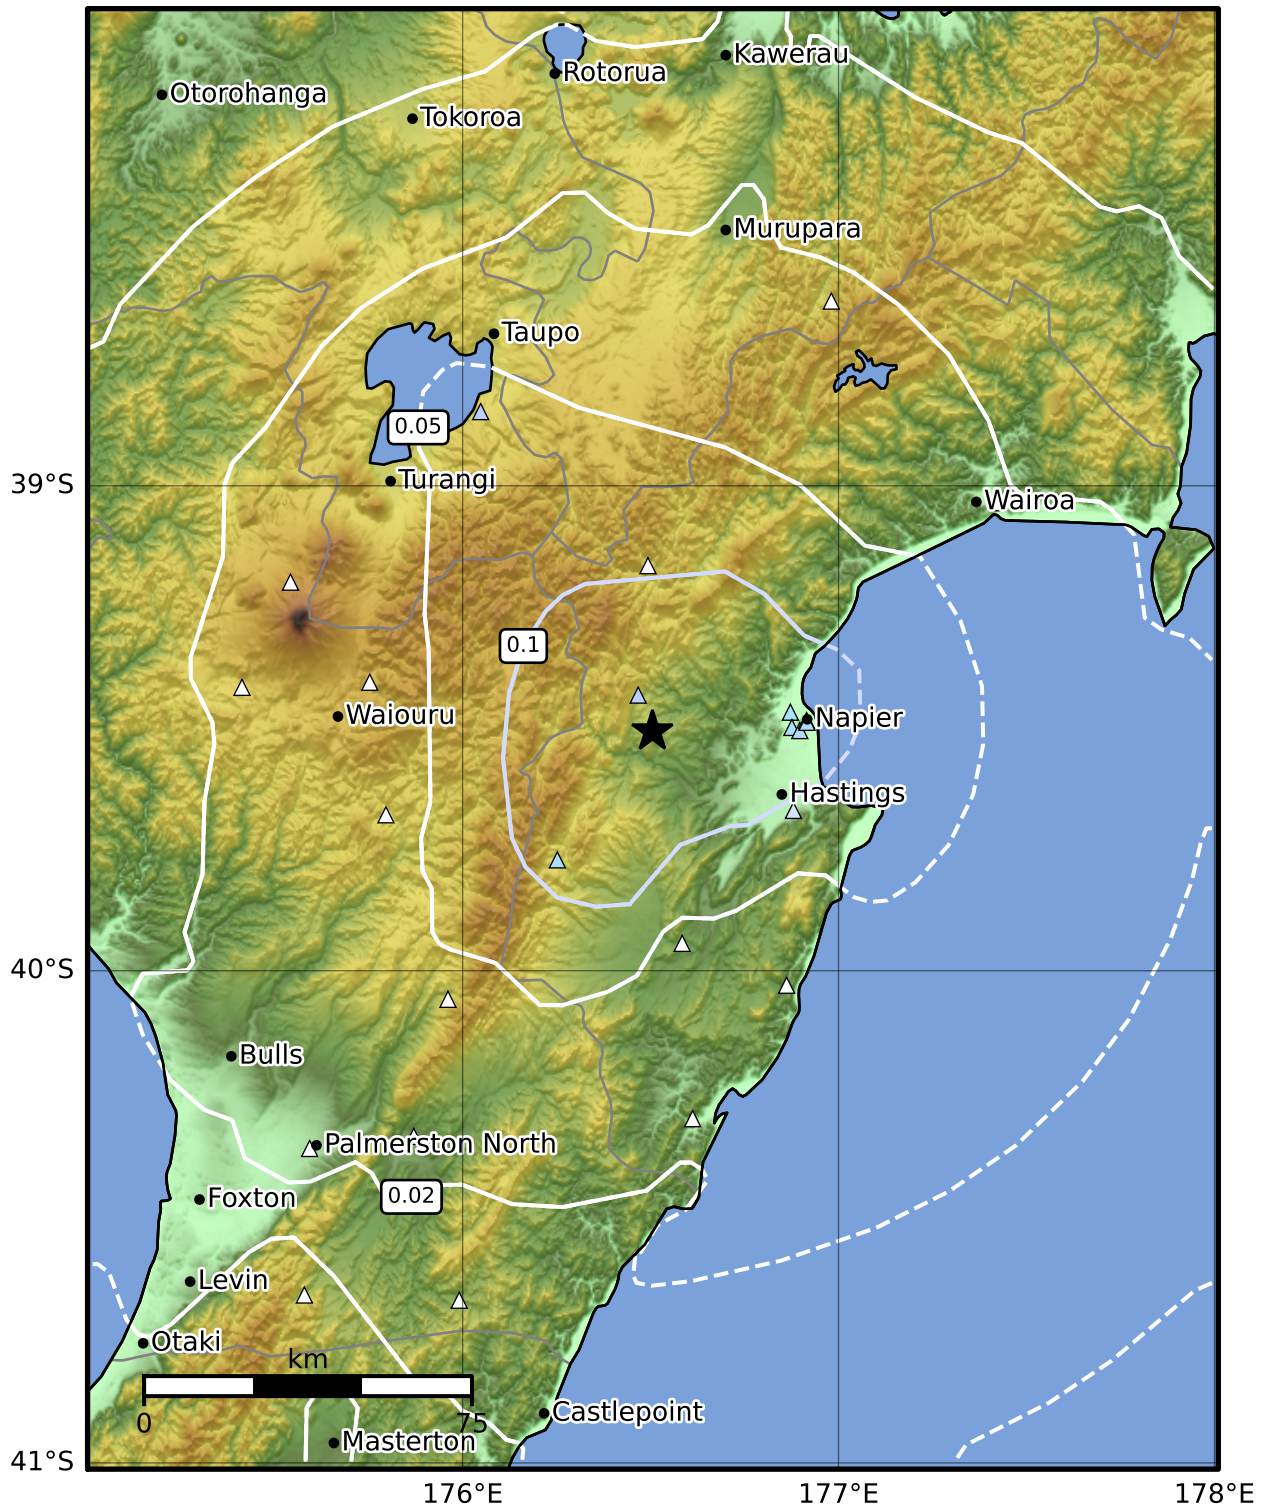 Kawerau
Rotorua
Otorohanga
Tokoroa
Murupara
Taupo
0.05
Turangi
39°S
Wairoa
0.1
Waiouru
Napier
Hastings
40°S
Bulls
Palmerston North
0.02
Foxton
Levin
Otaki
km
0
75
Castlepoint
Masterton
41°S
176°E
177°E
178°E